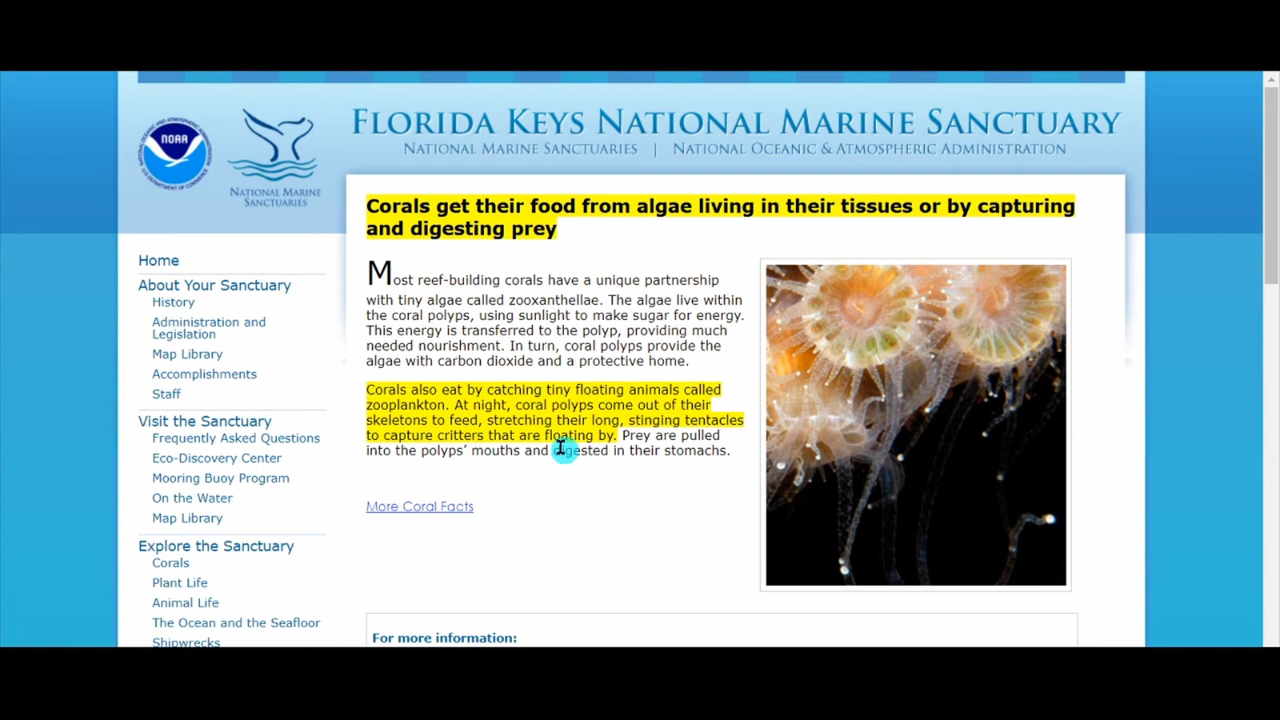 FLORIDA KEYS NATIONAL MARINE SANCTUARY
NATIONAL MARINE SANCTUARIES | NATIONAL OCEANIC & ATMOSPHERIC ADMINISTRATION
NOAA
NATIONAL MARINE
SANCTUARIES
Home
About Your Sanctuary
History
Administration and
Legislation
Map Library
Accomplishments
Staff
Visit the Sanctuary
Frequently Asked Questions
Eco-Discovery Center
Mooring Buoy Program
On the Water
Map Library
Explore the Sanctuary
Corals
Plant Life
Animal Life
The Ocean and the Seafloor
Shipwrecks
Corals get their food from algae living in their tissues or by capturing
and digesting prey
Most reef-building corals have a unique partnership
with tiny algae called zooxanthellae. The algae live within
the coral polyps, using sunlight to make sugar for energy.
This energy is transferred to the polyp, providing much
needed nourishment. In turn, coral polyps provide the
algae with carbon dioxide and a protective home.
Corals also eat by catching tiny floating animals called
zooplankton. At night, coral polyps come out of their
skeletons to feed, stretching their long, stinging tentacles
to capture critters that are floating by. Prey are pulled
into the polyps’ mouths and digested in their stomachs.
More Coral Facts
For more information: